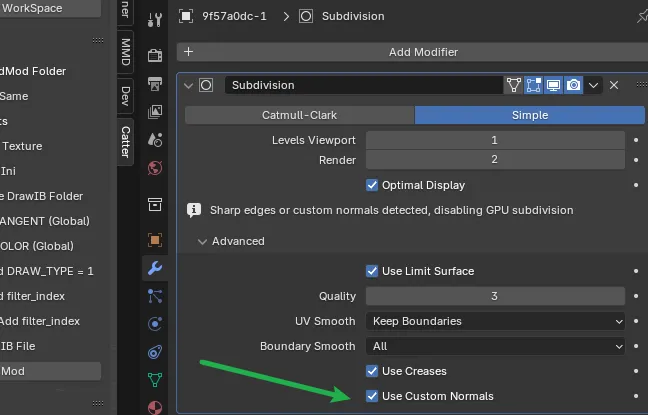 WorkSpace
ner
MMD
Dev
Catter
dMod Folder
Same
ts
Texture
Ini
e DrawIB Folder
ANGENT (Global)
OLOR (Global)
d DRAW_TYPE = 1
d filter_index
Add filter_index
IB File
Mod
9f57a0dc-1 > Subdivision
+ Add Modifier
Subdivision
Catmull-Clark Simple
Levels Viewport 1
Render 2
Optimal Display
Sharp edges or custom normals detected, disabling GPU subdivision
Advanced
Use Limit Surface
Quality 3
UV Smooth Keep Boundaries
Boundary Smooth All
Use Creases
Use Custom Normals